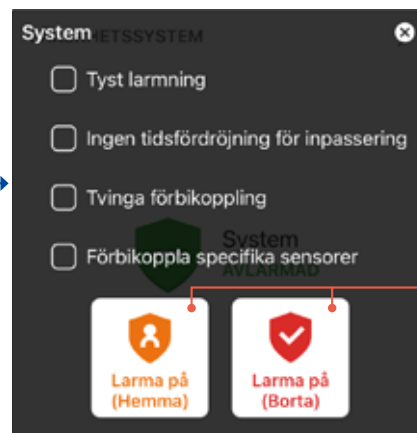 System HETSSYSTEM
Tyst larmning
Ingen tidsfördröjning för inpassering
Tvinga förbikoppling
System
Förbikoppla specifika sensorer
AVLARMAD
Larma på
(Hemma)
Larma på
(Borta)